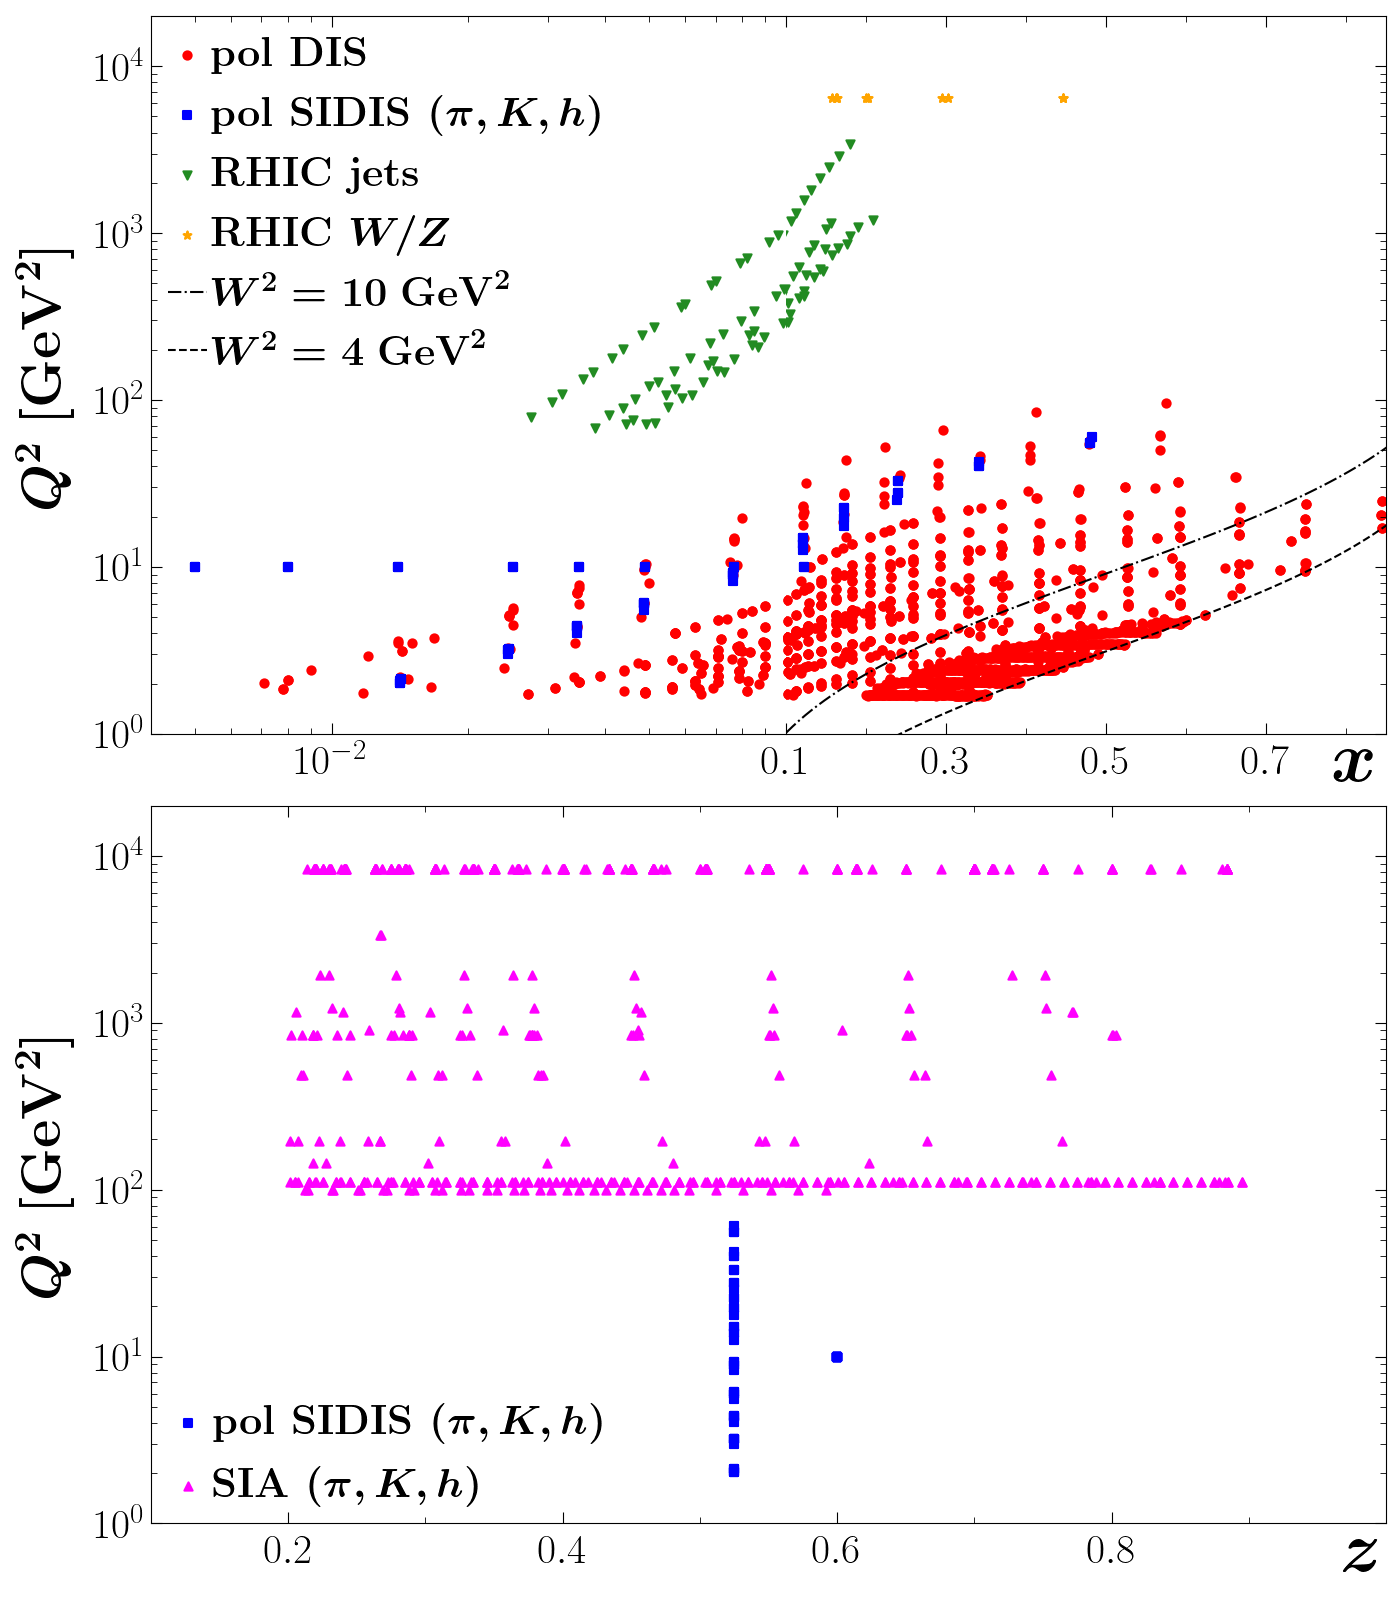 10⁴
10³
10²
10¹
10⁰
Q² [GeV²]
pol DIS
pol SIDIS (π, K, h)
RHIC jets
RHIC W/Z
W² = 10 GeV²
W² = 4 GeV²
10⁻² 0.1 0.3 0.5 0.7 x
10⁴
10³
10²
10¹
10⁰
Q² [GeV²]
pol SIDIS (π, K, h)
SIA (π, K, h)
0.2 0.4 0.6 0.8 z